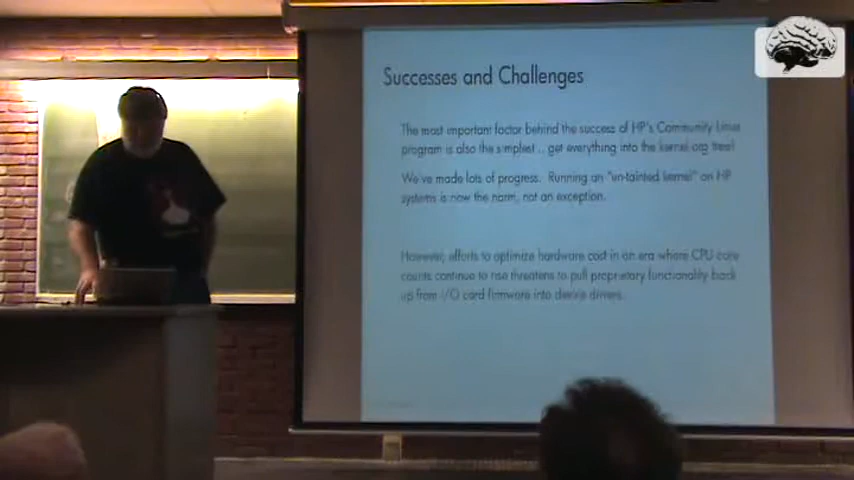 Successes and Challenges
The most important factor behind the success of HP's Community Linux
program is also the simplest... get everything into the kernel.org tree!
We've made lots of progress. Running an "un-tainted kernel" on HP
systems is now the norm, not an exception.
However, efforts to optimize hardware cost in an era where CPU core
counts continue to rise threatens to pull proprietary functionality back
up from I/O card firmware into device drivers.